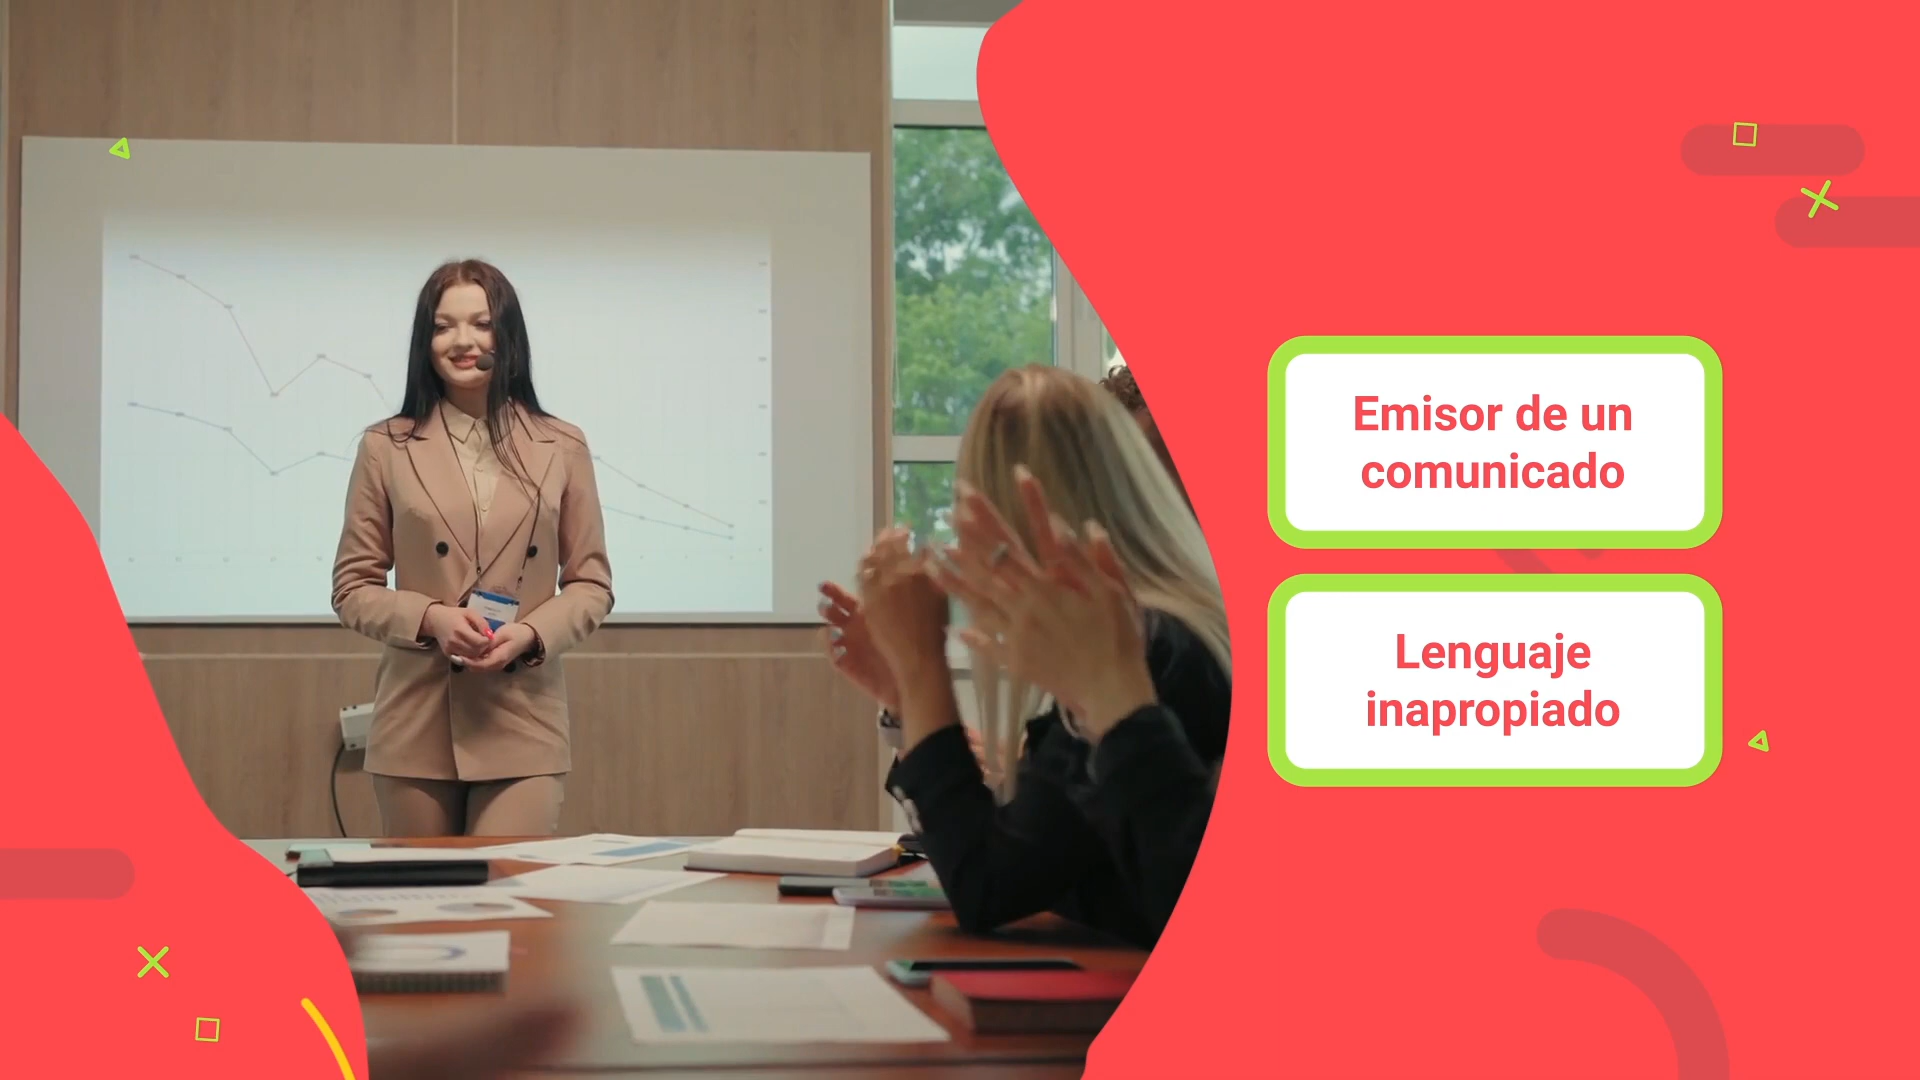 Emisor de un
comunicado
Lenguaje
inapropiado